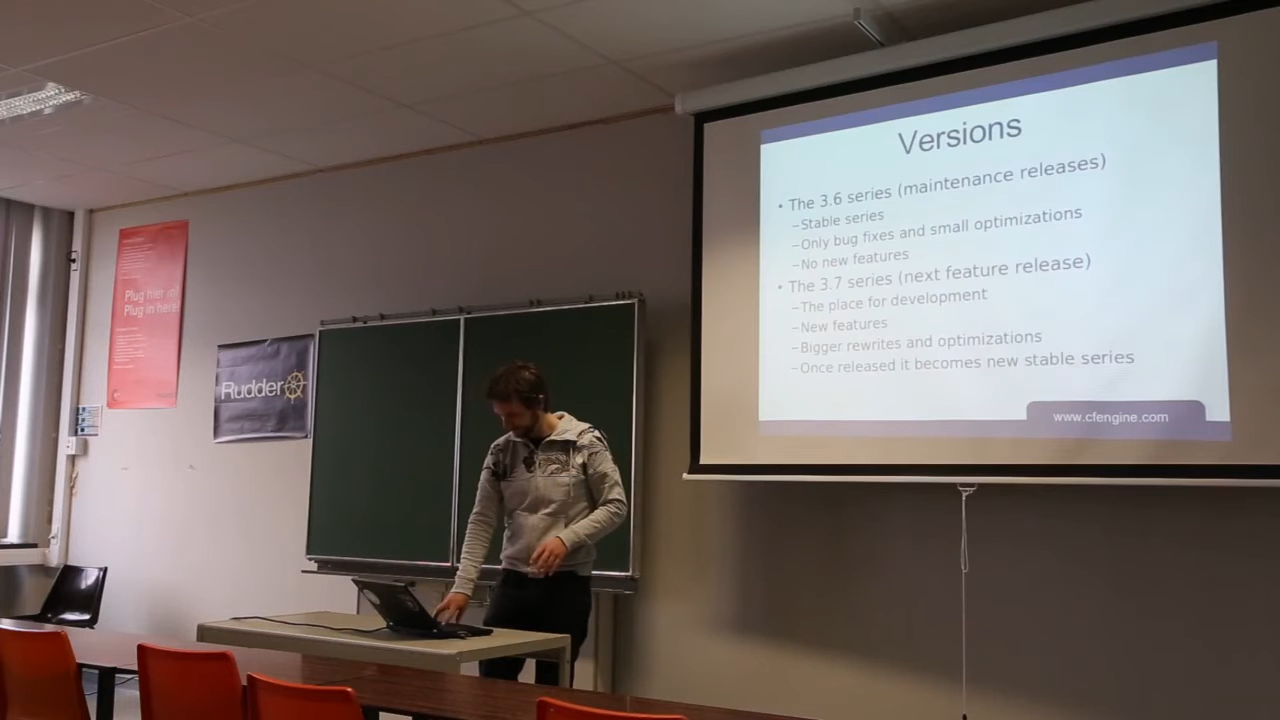 Versions
• The 3.6 series (maintenance releases)
–Stable series
–Only bug fixes and small optimizations
–No new features
• The 3.7 series (next feature release)
–The place for development
–New features
–Bigger rewrites and optimizations
–Once released it becomes new stable series
www.cfengine.com
Plug hier in!
Plug in here!
Rudder